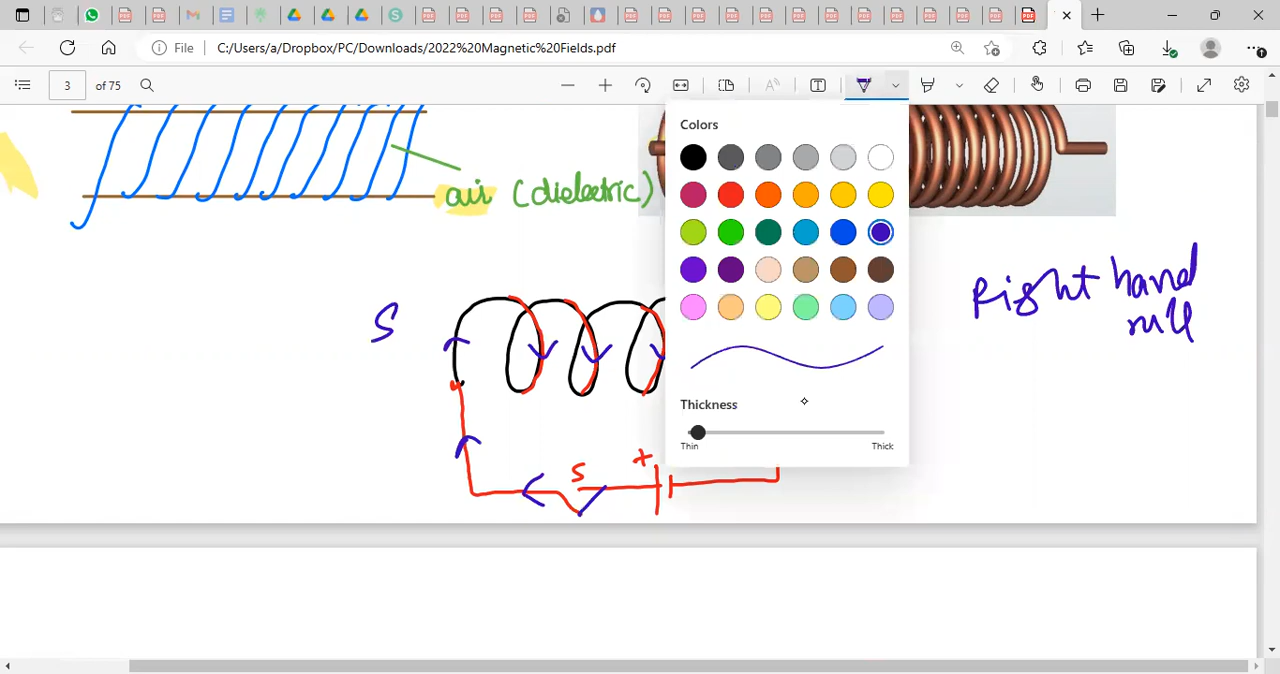 File C:/Users/a/Dropbox/PC/Downloads/2022%20Magnetic%20Fields.pdf
3 of 75
Colors
air (dielectric)
Right hand
rule
S
Thickness
Thin Thick
S +